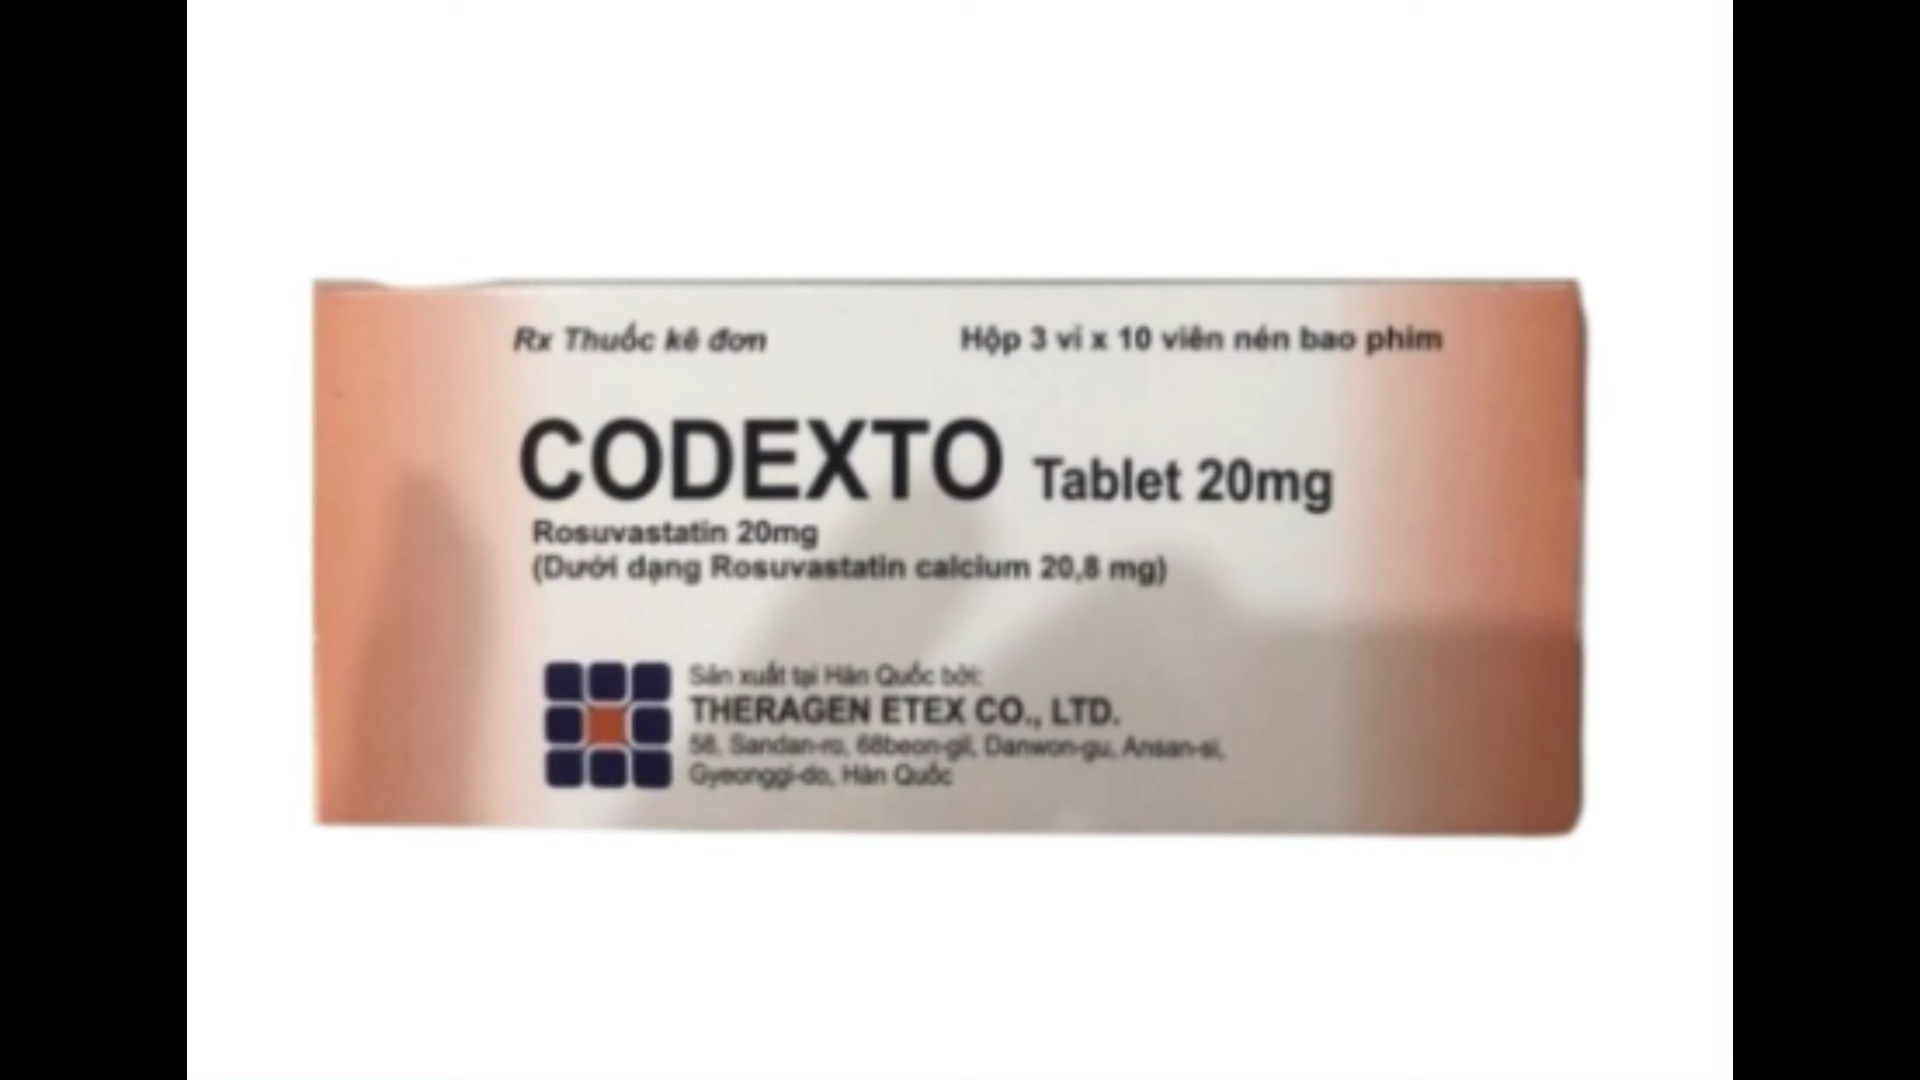 Rx Thuốc kê đơn
Hộp 3 vỉ x 10 viên nén bao phim
CODEXTO Tablet 20mg
Rosuvastatin 20mg
(Dưới dạng Rosuvastatin calcium 20,8 mg)
Sản xuất tại Hàn Quốc bởi:
THERAGEN ETEX CO., LTD.
58, Sandan-ro, 68beon-gil, Danwon-gu, Ansan-si,
Gyeonggi-do, Hàn Quốc